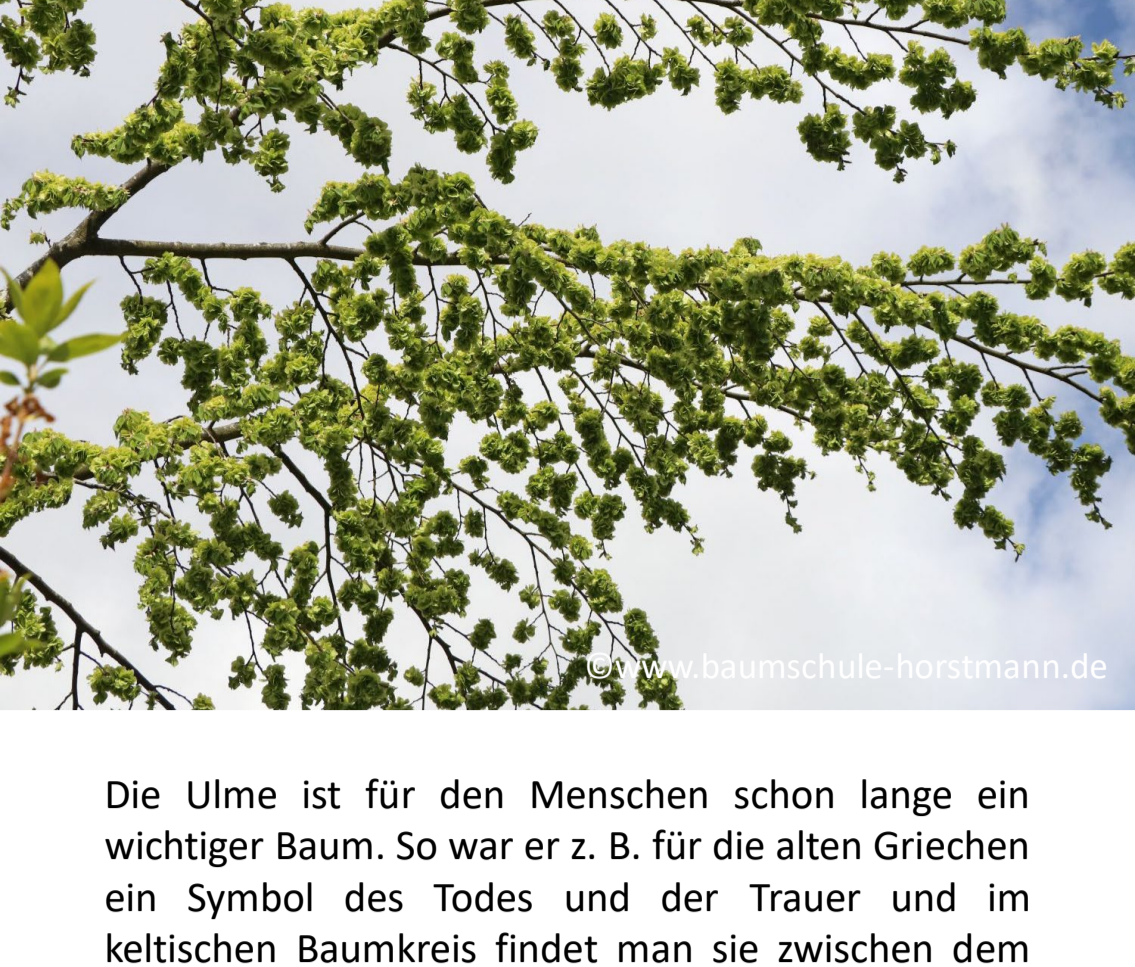 ©www.baumschule-horstmann.de
Die Ulme ist für den Menschen schon lange ein
wichtiger Baum. So war er z. B. für die alten Griechen
ein Symbol des Todes und der Trauer und im
keltischen Baumkreis findet man sie zwischen dem